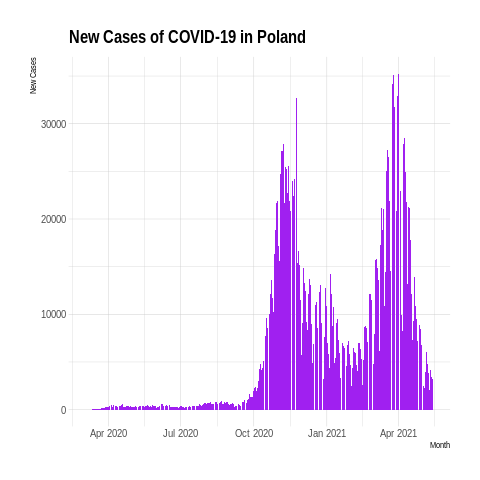 New Cases of COVID-19 in Poland
New Cases
30000
20000
10000
0
Apr 2020 Jul 2020 Oct 2020 Jan 2021 Apr 2021
Month